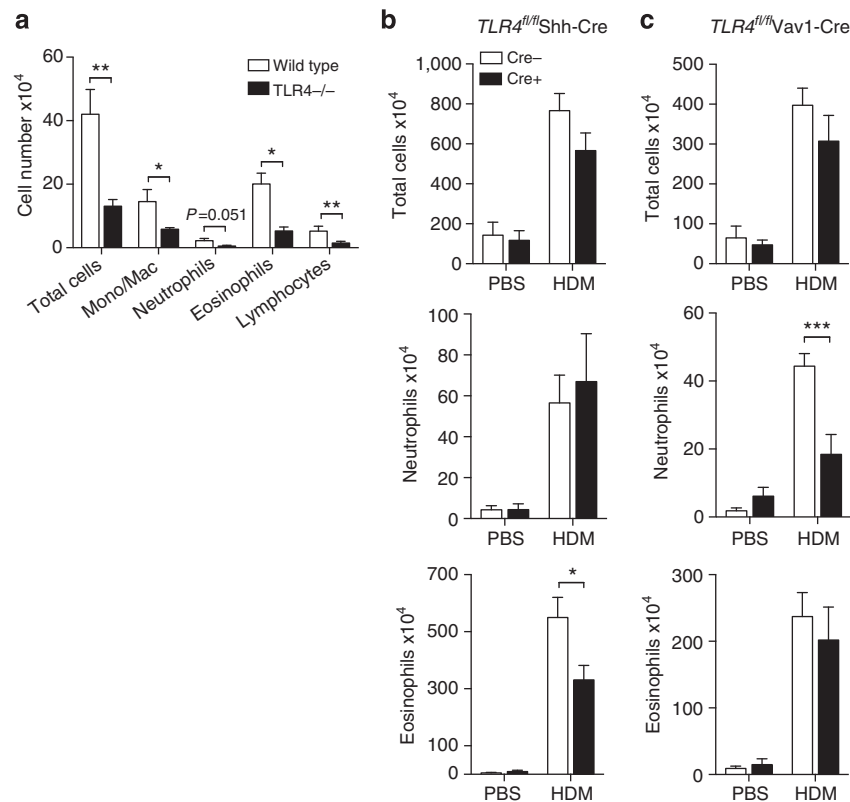 a
Cell number x10⁴
60
40
20
0
**
*
P=0.051
*
**
Wild type
TLR4–/–
Total cells
Mono/Mac
Neutrophils
Eosinophils
Lymphocytes
b
TLR4fl/flShh-Cre
Cre–
Cre+
Total cells x10⁴
1,000
800
600
400
200
0
PBS
HDM
Neutrophils x10⁴
100
80
60
40
20
0
PBS
HDM
Eosinophils x10⁴
700
500
300
100
0
*
PBS
HDM
c
TLR4fl/flVav1-Cre
Total cells x10⁴
500
400
300
200
100
0
PBS
HDM
Neutrophils x10⁴
60
40
20
0
***
PBS
HDM
Eosinophils x10⁴
300
200
100
0
PBS
HDM